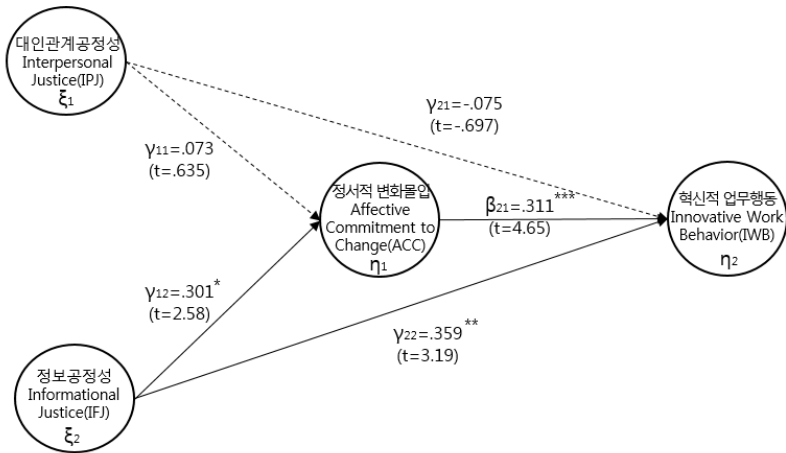 대인관계공정성
Interpersonal
Justice(IPJ)
ξ1
γ21=-.075
(t=-.697)
γ11=.073
(t=.635)
정서적 변화몰입
Affective
Commitment to
Change(ACC)
η1
β21=.311***
(t=4.65)
혁신적 업무행동
Innovative Work
Behavior(IWB)
η2
γ12=.301*
(t=2.58)
γ22=.359**
(t=3.19)
정보공정성
Informational
Justice(IFJ)
ξ2